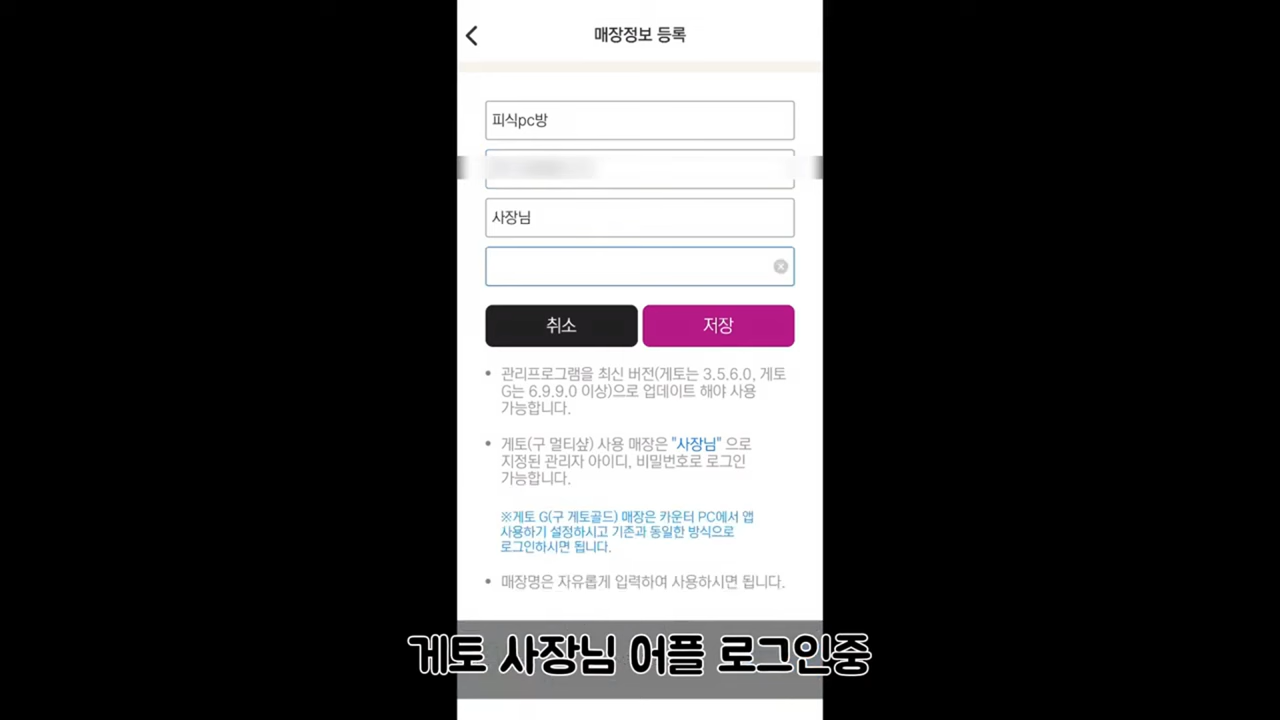 매장정보 등록
피식pc방
사장님
취소
저장
관리프로그램을 최신 버전(게토는 3.5.6.0, 게토
G는 6.9.9.0 이상)으로 업데이트 해야 사용
가능합니다.
게토(구 멀티샾) 사용 매장은 "사장님" 으로
지정된 관리자 아이디, 비밀번호로 로그인
가능합니다.
※게토 G(구 게토골드) 매장은 카운터 PC에서 앱
사용하기 설정하시고 기존과 동일한 방식으로
로그인하시면 됩니다.
매장명은 자유롭게 입력하여 사용하시면 됩니다.
게토 사장님 어플 로그인중